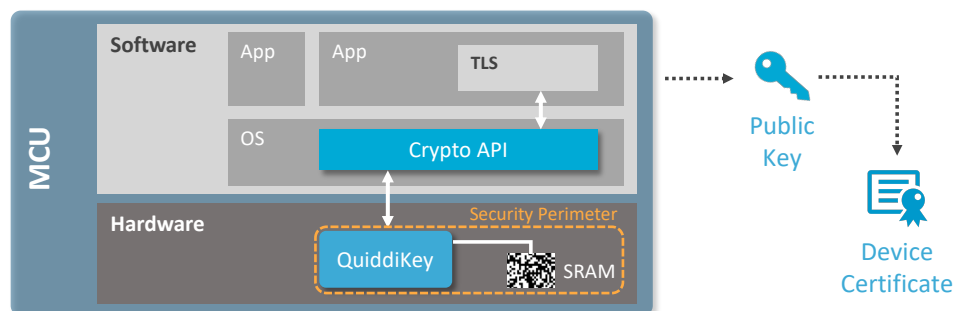 MCU
Software
App
App
TLS
OS
Crypto API
Hardware
Security Perimeter
QuiddiKey
SRAM
Public
Key
Device
Certificate